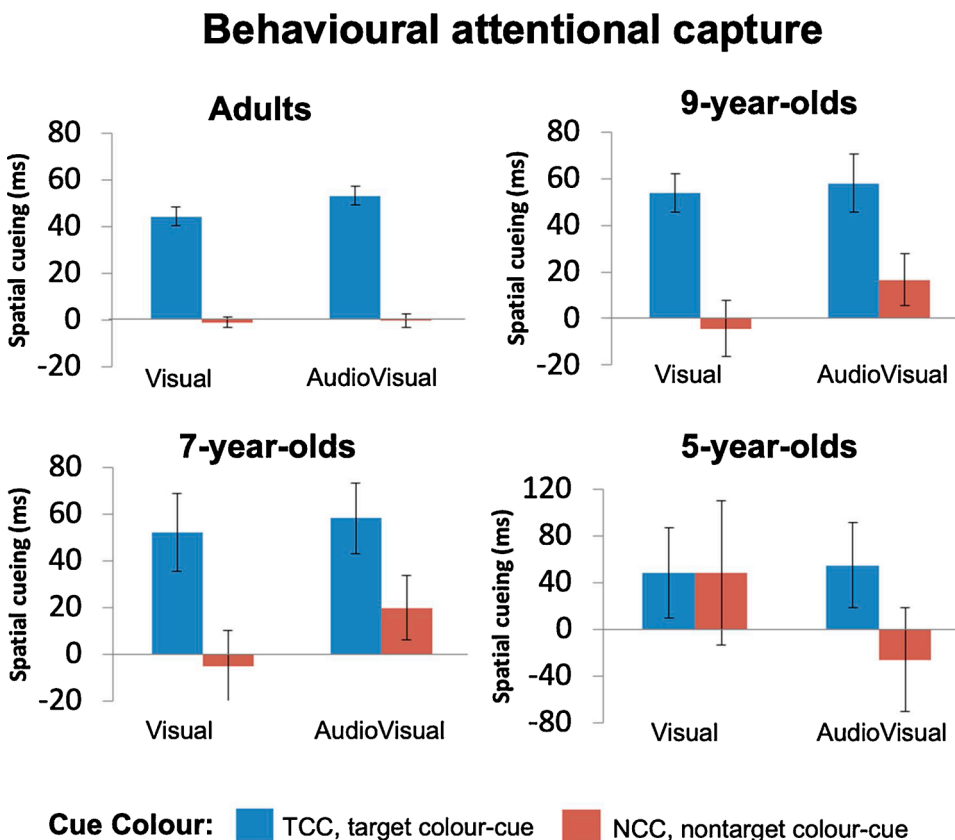 Behavioural attentional capture
Adults
Spatial cueing (ms)
80
60
40
20
0
-20
Visual AudioVisual
9-year-olds
Spatial cueing (ms)
80
60
40
20
0
-20
Visual AudioVisual
7-year-olds
Spatial cueing (ms)
80
60
40
20
0
-20
Visual AudioVisual
5-year-olds
Spatial cueing (ms)
120
80
40
0
-40
-80
Visual AudioVisual
Cue Colour: TCC, target colour-cue NCC, nontarget colour-cue